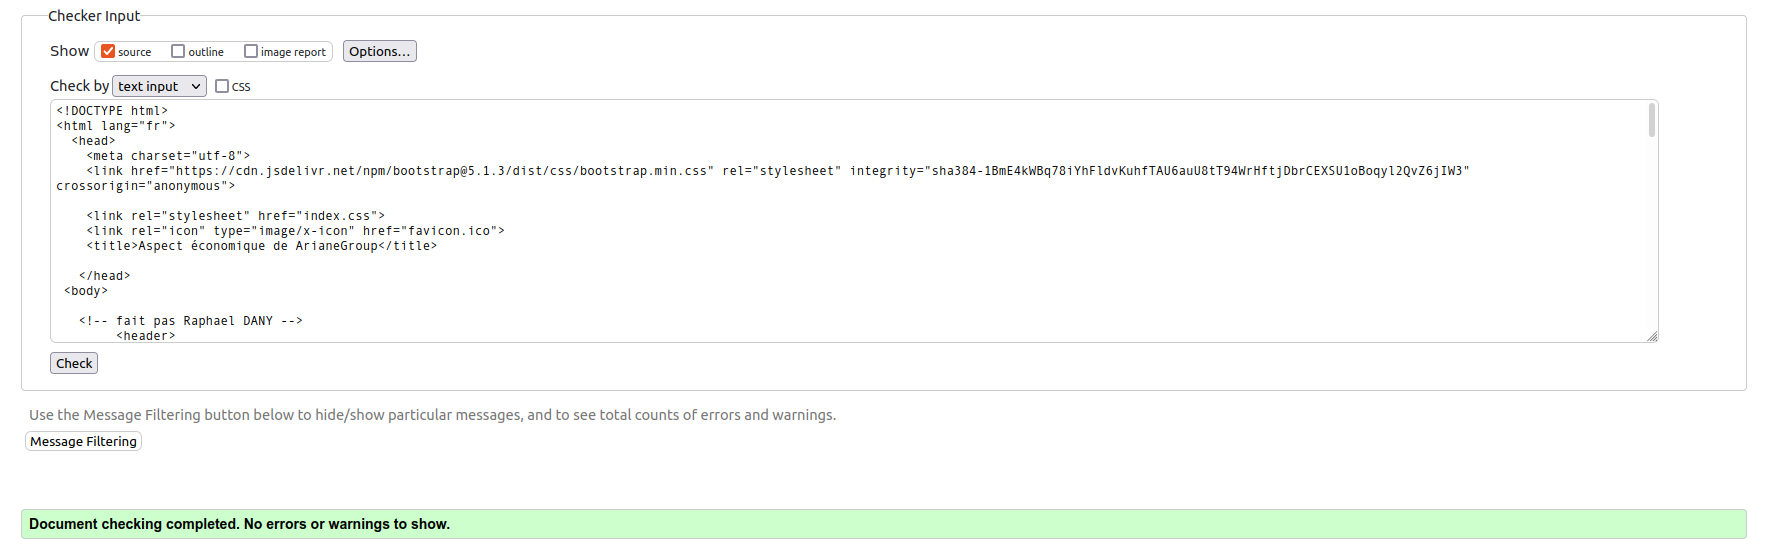 Checker Input
Show source outline image report Options...
Check by text input CSS
<!DOCTYPE html>
<html lang="fr">
<head>
<meta charset="utf-8">
<link href="https://cdn.jsdelivr.net/npm/bootstrap@5.1.3/dist/css/bootstrap.min.css" rel="stylesheet" integrity="sha384-1BmE4kWBq78iYhFldvKuhfTAU6auU8tT94WrHftjDbrCEXSU1oBoqyl2QvZ6jIW3"
crossorigin="anonymous">
<link rel="stylesheet" href="index.css">
<link rel="icon" type="image/x-icon" href="favicon.ico">
<title>Aspect économique de ArianeGroup</title>
</head>
<body>
<!-- fait pas Raphael DANY -->
<header>
Check
Use the Message Filtering button below to hide/show particular messages, and to see total counts of errors and warnings.
Message Filtering
Document checking completed. No errors or warnings to show.